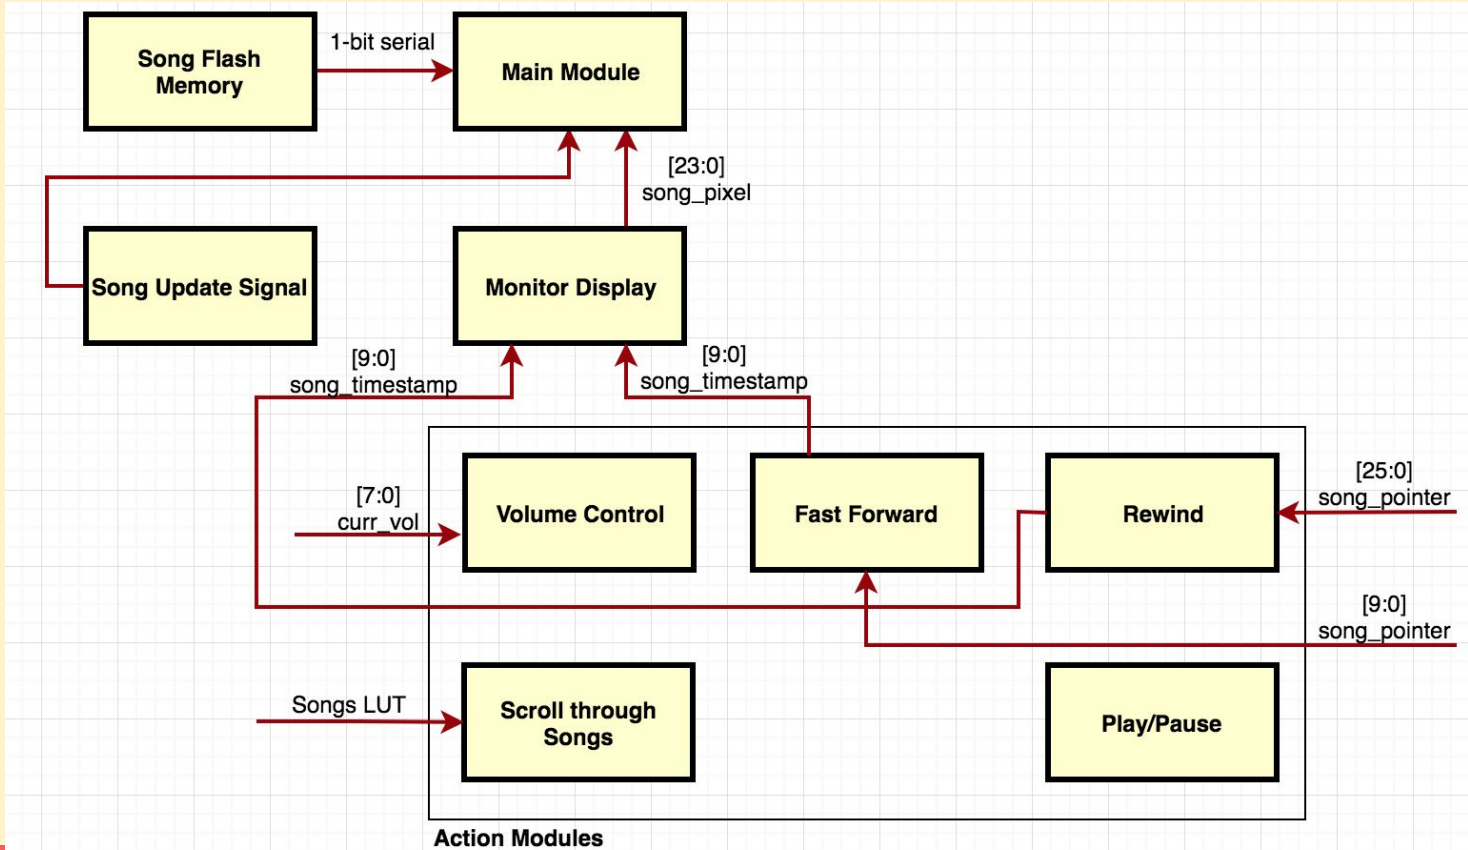 Song Flash
Memory
1-bit serial
Main Module
[23:0]
song_pixel
Song Update Signal
Monitor Display
[9:0]
song_timestamp
[9:0]
song_timestamp
[7:0]
curr_vol
Volume Control
Fast Forward
Rewind
[25:0]
song_pointer
[9:0]
song_pointer
Songs LUT
Scroll through
Songs
Play/Pause
Action Modules